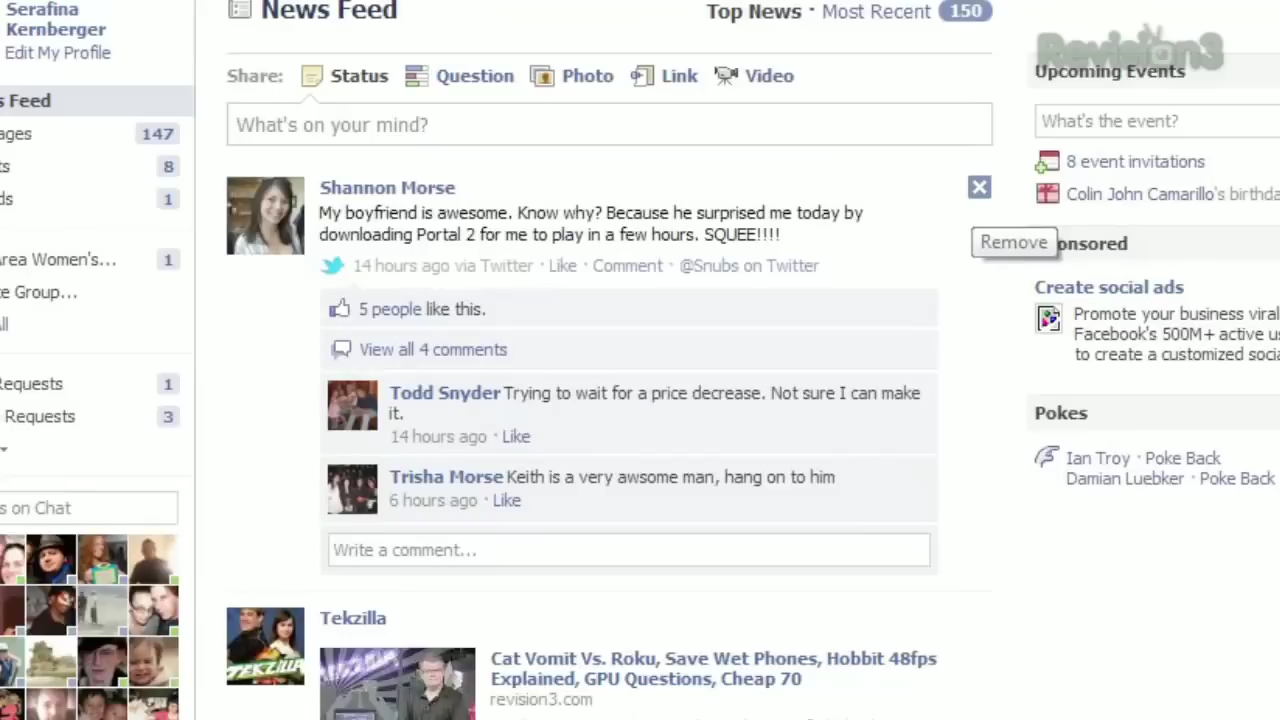 Serafina
Kernberger
Edit My Profile
s Feed
ages 147
ts 8
ds 1
Area Women's... 1
te Group...
ll
Requests 1
Requests 3
s on Chat
News Feed
Top News · Most Recent 150
Share: Status Question Photo Link Video
What's on your mind?
Shannon Morse
My boyfriend is awesome. Know why? Because he surprised me today by
downloading Portal 2 for me to play in a few hours. SQUEE!!!!
14 hours ago via Twitter · Like · Comment · @Snubs on Twitter
5 people like this.
View all 4 comments
Todd Snyder Trying to wait for a price decrease. Not sure I can make
it.
14 hours ago · Like
Trisha Morse Keith is a very awsome man, hang on to him
6 hours ago · Like
Write a comment...
Tekzilla
TEKZILLA
Cat Vomit Vs. Roku, Save Wet Phones, Hobbit 48fps
Explained, GPU Questions, Cheap 70
revision3.com
Revision3
Upcoming Events
What's the event?
8 event invitations
Colin John Camarillo's birthda
Remove
onsored
Create social ads
Promote your business viral
Facebook's 500M+ active us
to create a customized socia
Pokes
Ian Troy · Poke Back
Damian Luebker · Poke Back